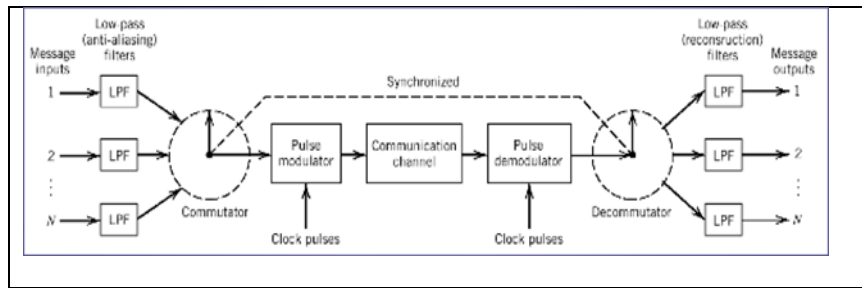 Low-pass
(anti-aliasing)
filters
Message
inputs
1
LPF
2
LPF
⋮
N
LPF
Commutator
Synchronized
Pulse
modulator
Clock pulses
Communication
channel
Pulse
demodulator
Clock pulses
Decommutator
Low-pass
(reconsruction)
filters
Message
outputs
LPF
1
LPF
2
⋮
LPF
N